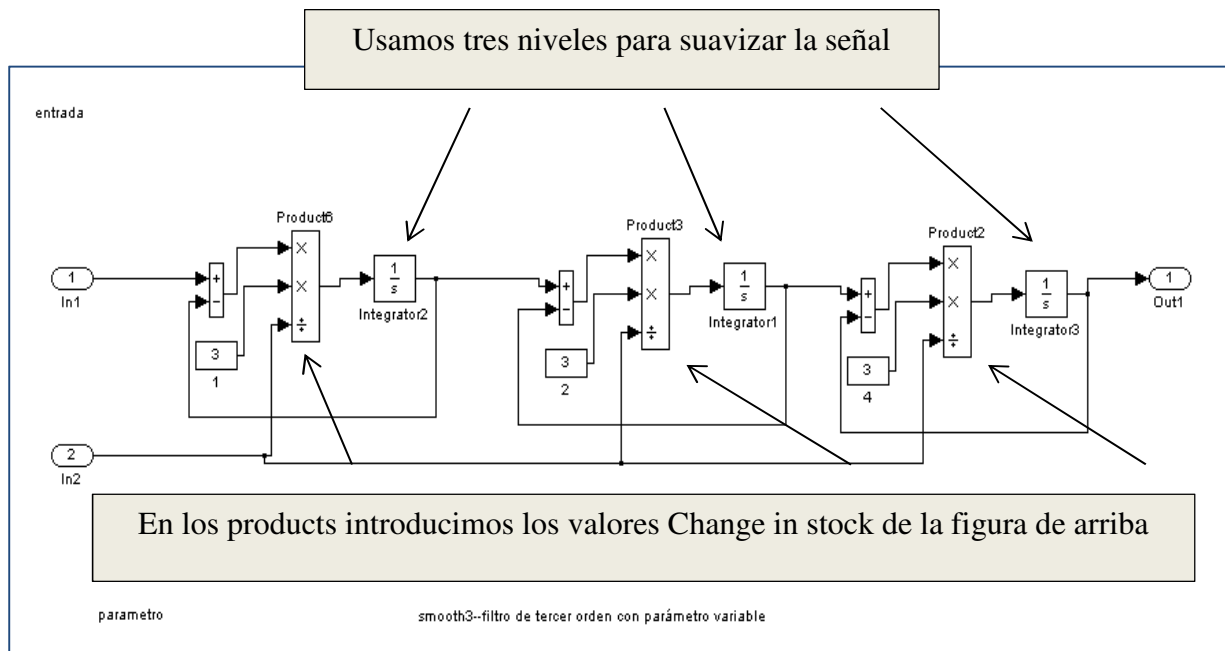 Usamos tres niveles para suavizar la señal
entrada
Product6
Product3
Product2
×
×
÷
×
×
÷
×
×
÷
1
In1
+
−
1
s
Integrator2
+
−
1
s
Integrator1
+
−
1
s
Integrator3
1
Out1
3
1
3
2
3
4
2
In2
En los products introducimos los valores Change in stock de la figura de arriba
parametro
smooth3--filtro de tercer orden con parámetro variable